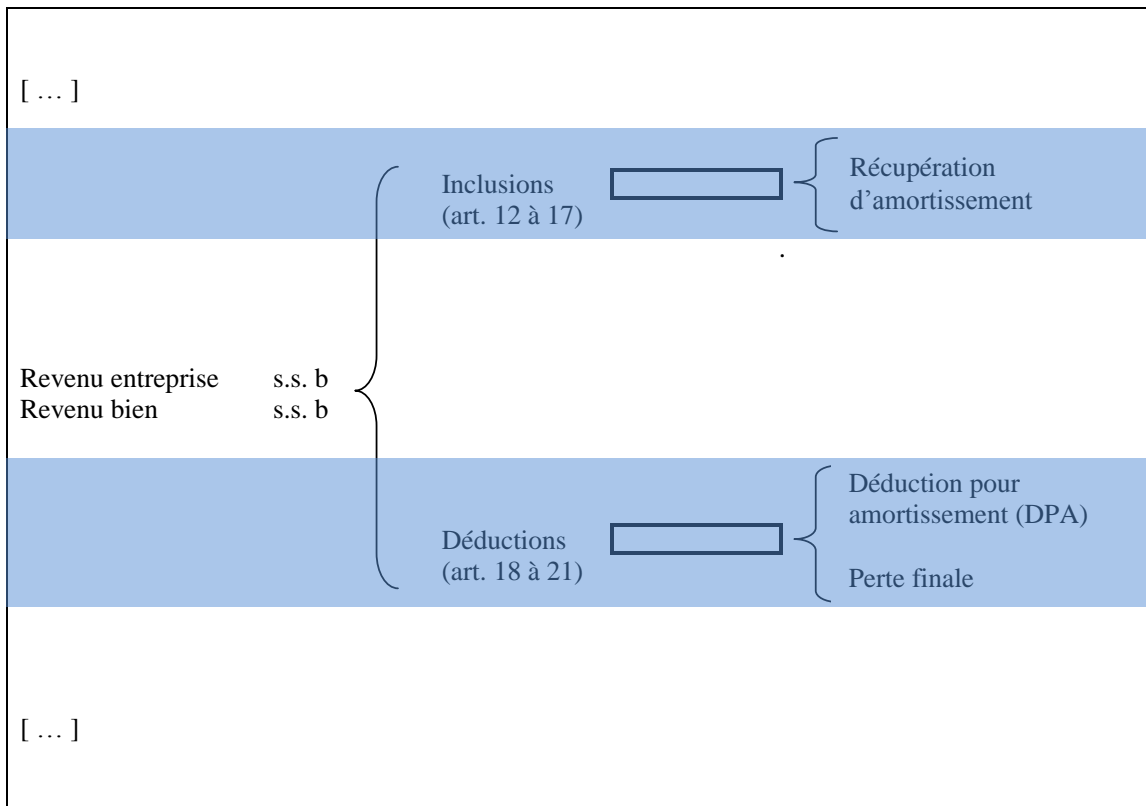 [ … ]
Inclusions
(art. 12 à 17)
Récupération
d’amortissement
.
Revenu entreprise s.s. b
Revenu bien s.s. b
Déductions
(art. 18 à 21)
Déduction pour
amortissement (DPA)
Perte finale
[ … ]